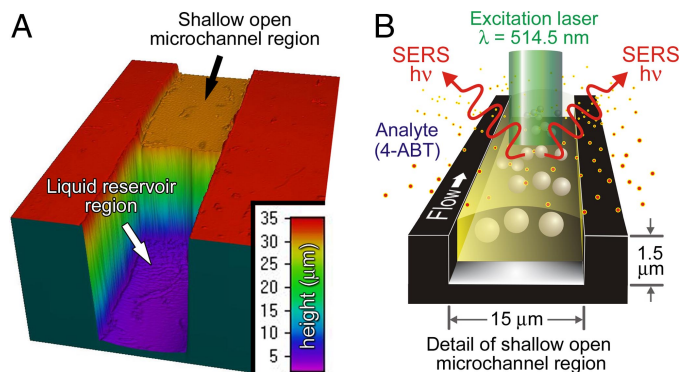 A
Shallow open
microchannel region
Liquid reservoir
region
35
30
25
20
15
10
5
height (μm)
B
Excitation laser
λ = 514.5 nm
SERS
hν
SERS
hν
Analyte
(4-ABT)
Flow
1.5
μm
15 μm
Detail of shallow open
microchannel region